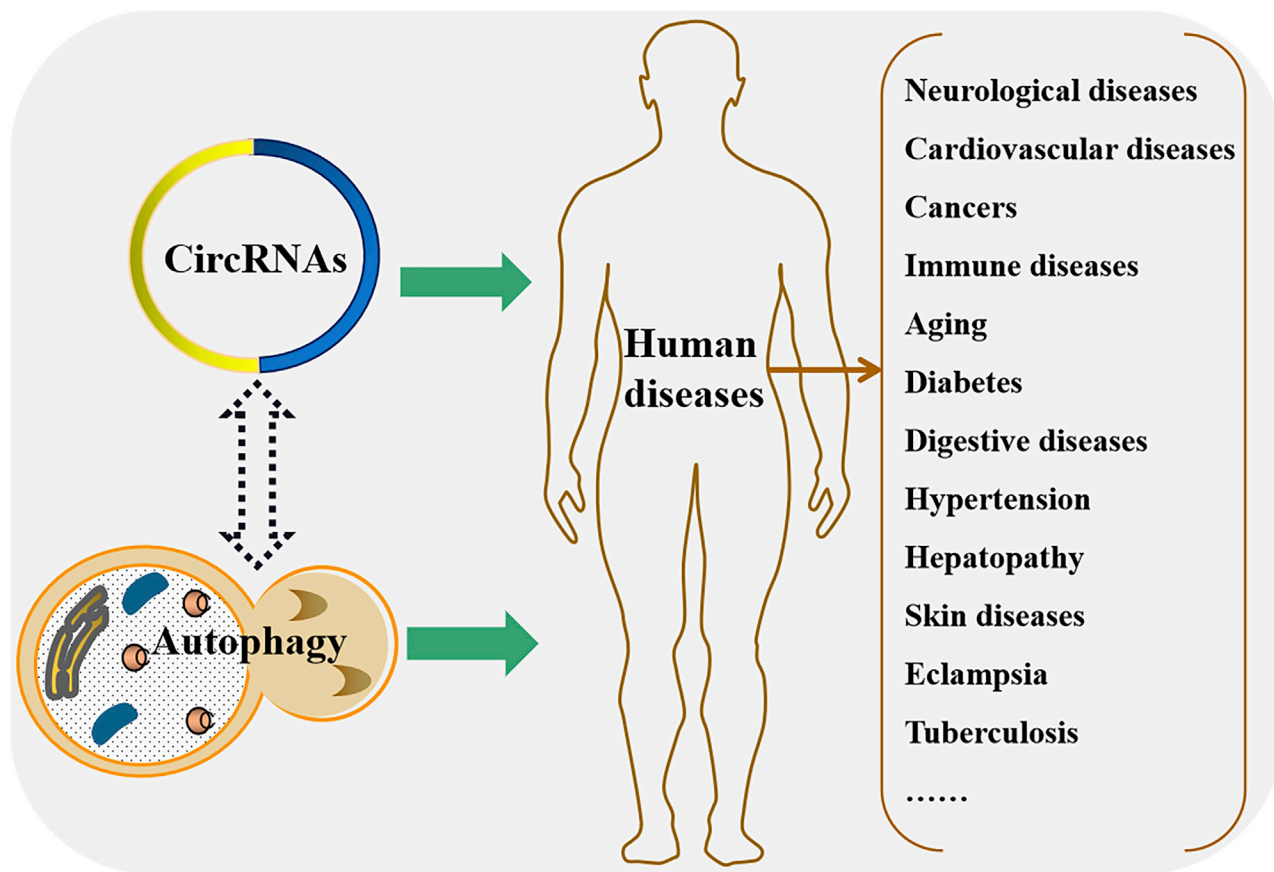 CircRNAs
Autophagy
Human
diseases
Neurological diseases
Cardiovascular diseases
Cancers
Immune diseases
Aging
Diabetes
Digestive diseases
Hypertension
Hepatopathy
Skin diseases
Eclampsia
Tuberculosis
......